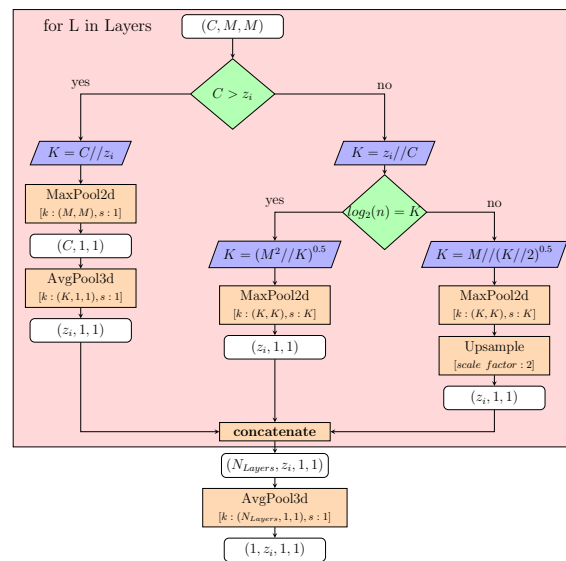 for L in Layers
(C, M, M)
C > z_i
yes
no
K = C//z_i
K = z_i//C
MaxPool2d
[k : (M, M), s : 1]
(C, 1, 1)
AvgPool3d
[k : (K, 1, 1), s : 1]
(z_i, 1, 1)
log_2(n) = K
yes
no
K = (M^2//K)^0.5
MaxPool2d
[k : (K, K), s : K]
(z_i, 1, 1)
K = M//(K//2)^0.5
MaxPool2d
[k : (K, K), s : K]
Upsample
[scale factor : 2]
(z_i, 1, 1)
concatenate
(N_Layers, z_i, 1, 1)
AvgPool3d
[k : (N_Layers, 1, 1), s : 1]
(1, z_i, 1, 1)